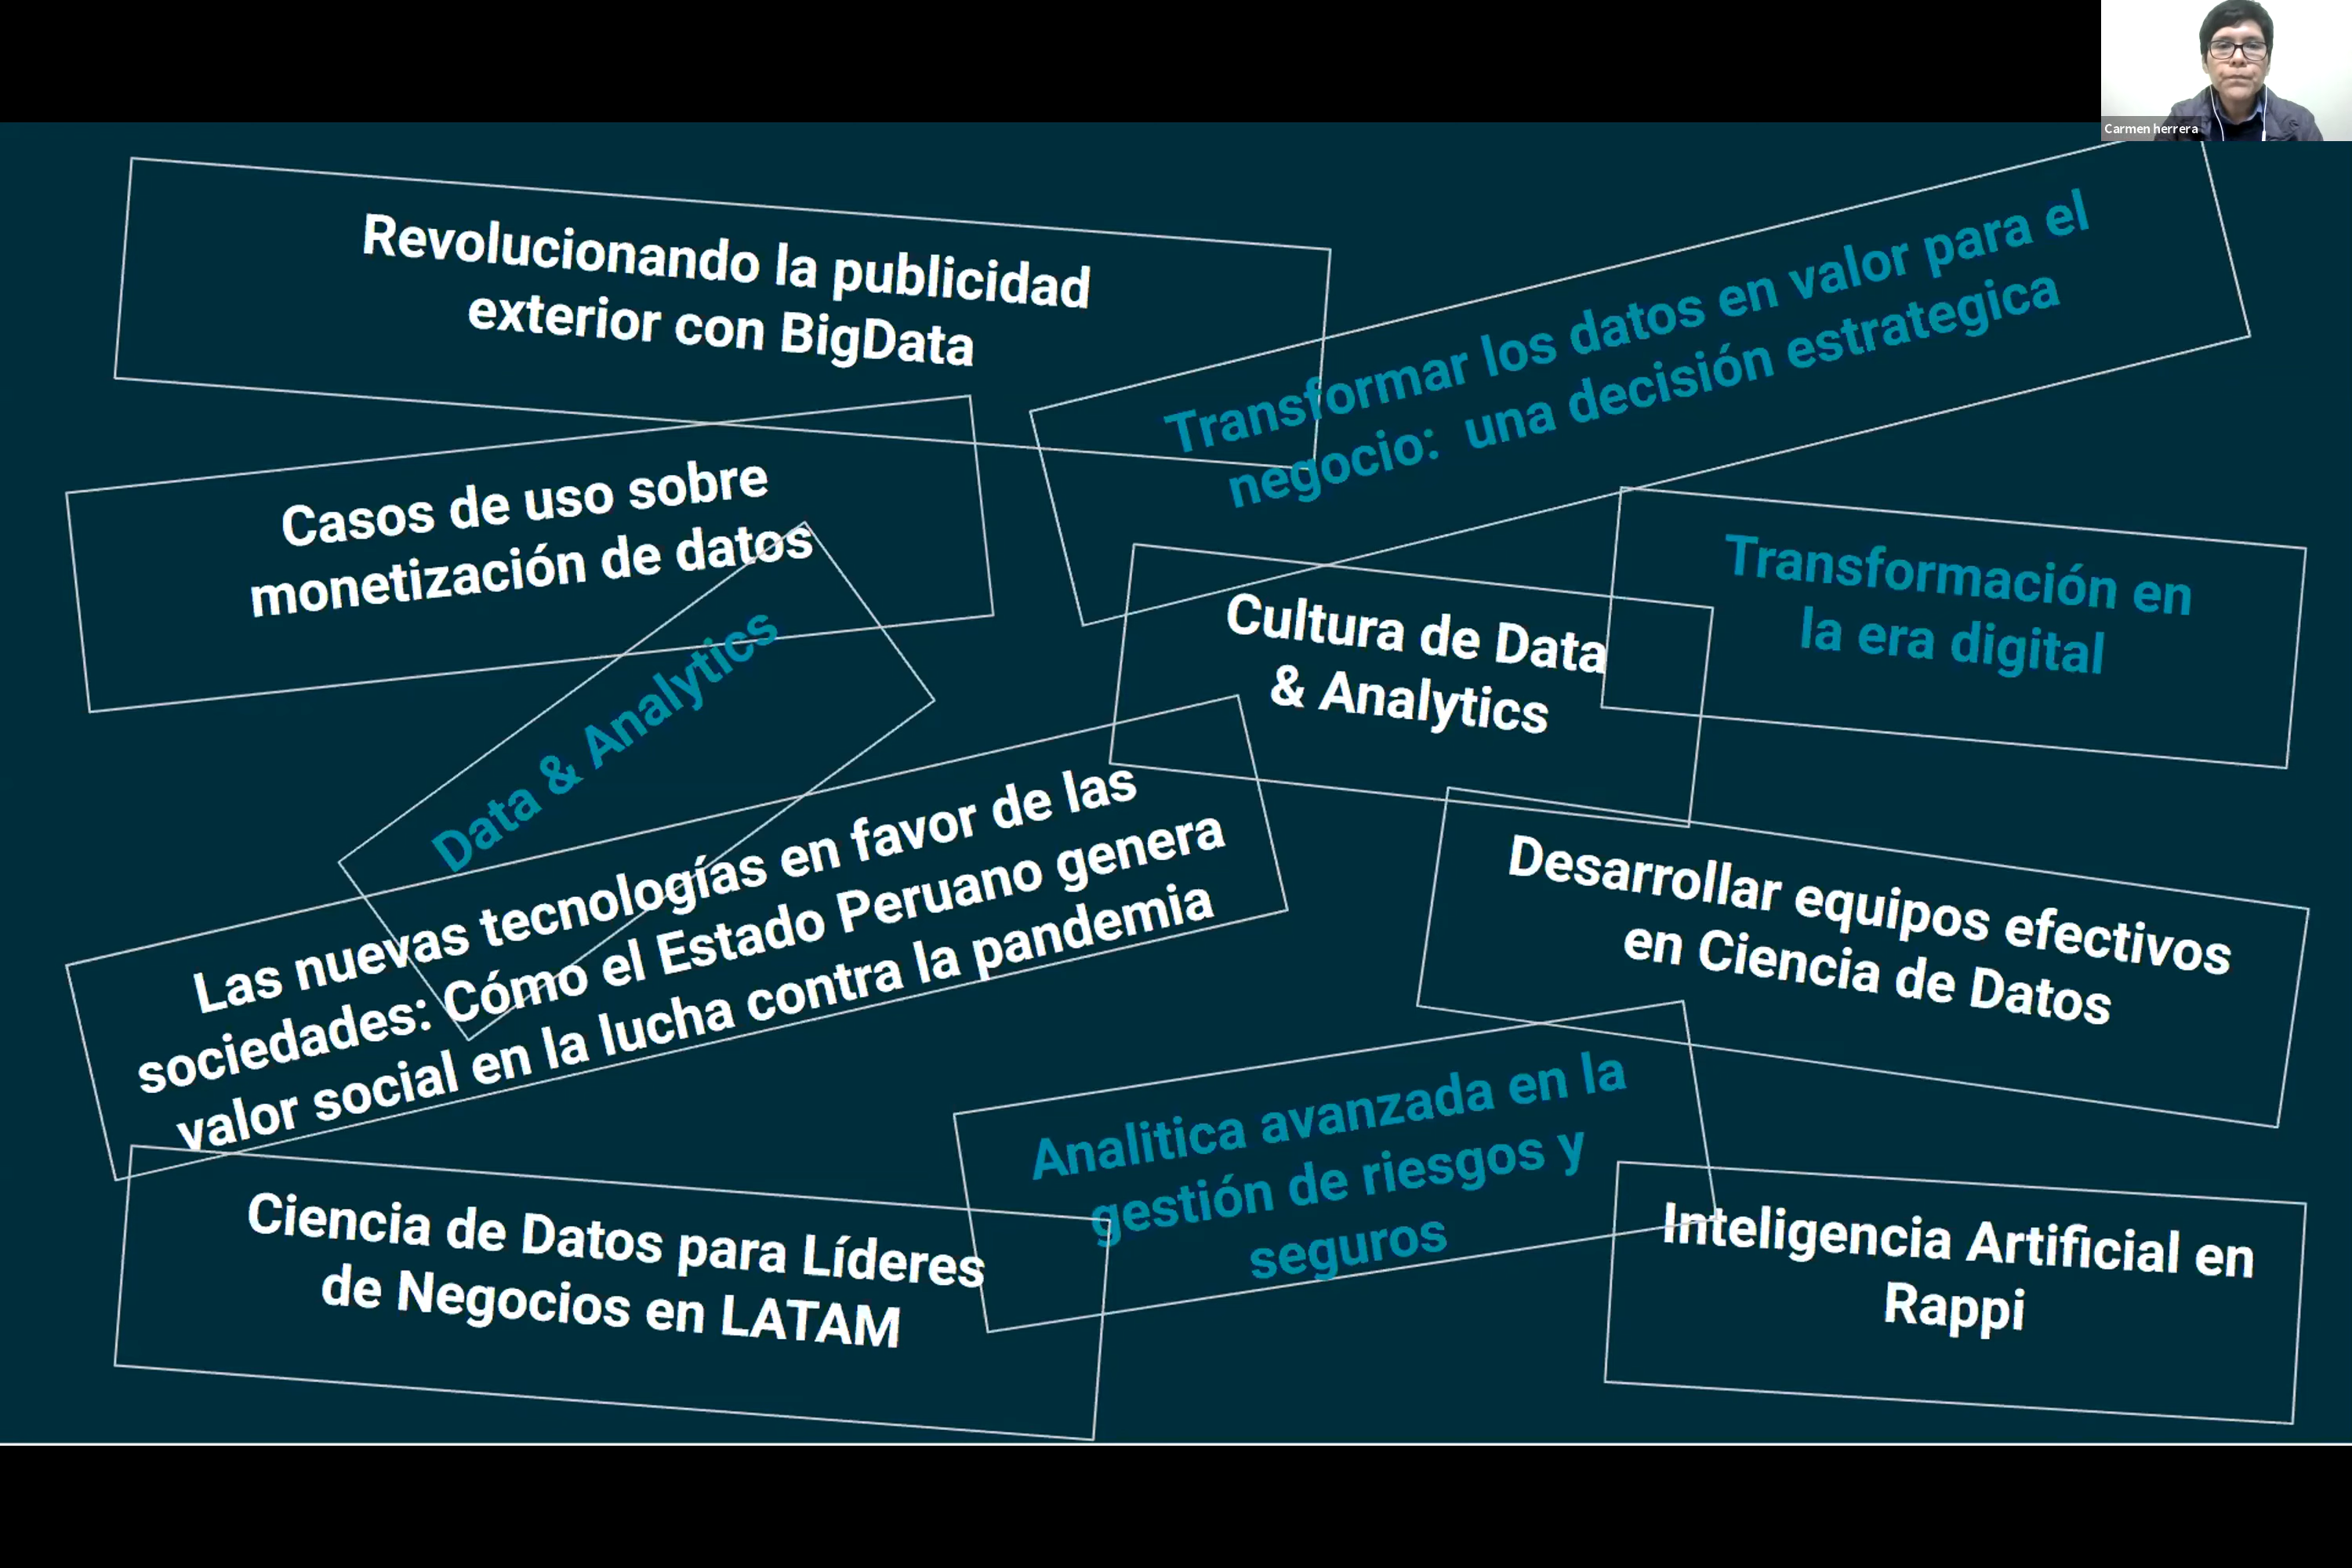 Carmen herrera
Revolucionando la publicidad
exterior con BigData
Transformar los datos en valor para el
negocio: una decisión estrategica
Casos de uso sobre
monetización de datos
Transformación en
la era digital
Cultura de Data
& Analytics
Data & Analytics
Las nuevas tecnologías en favor de las
sociedades: Cómo el Estado Peruano genera
valor social en la lucha contra la pandemia
Desarrollar equipos efectivos
en Ciencia de Datos
Analitica avanzada en la
gestión de riesgos y
seguros
Ciencia de Datos para Líderes
de Negocios en LATAM
Inteligencia Artificial en
Rappi